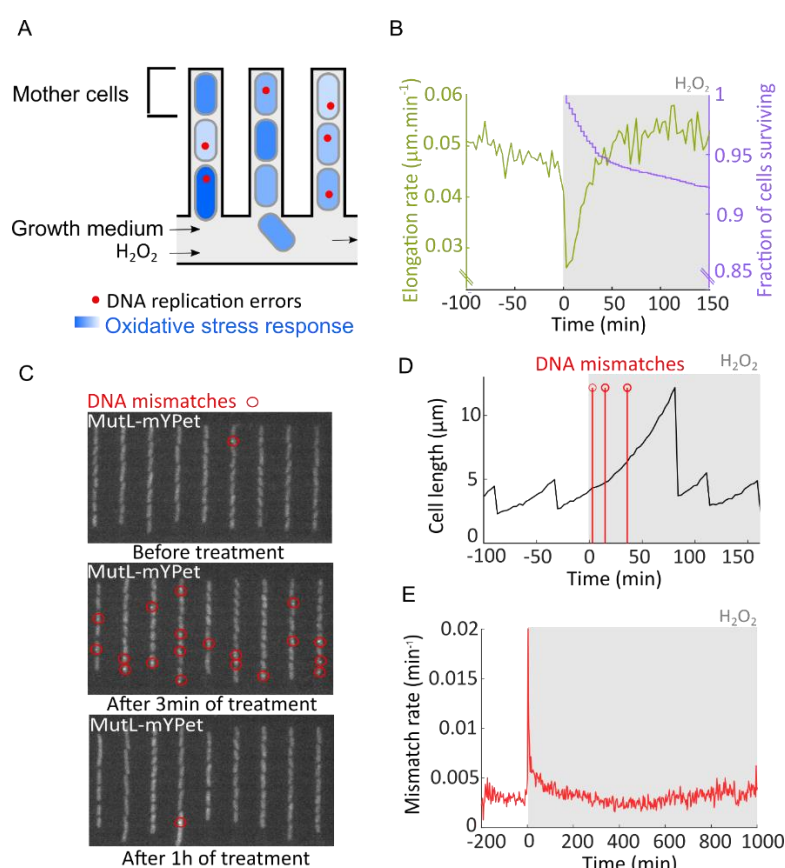 A
Mother cells
Growth medium
H₂O₂
DNA replication errors
Oxidative stress response
B
H₂O₂
Elongation rate (µm.min⁻¹)
0.06
0.05
0.04
0.03
Fraction of cells surviving
1
0.95
0.9
0.85
-100 -50 0 50 100 150
Time (min)
C
DNA mismatches
MutL-mYPet
Before treatment
MutL-mYPet
After 3min of treatment
MutL-mYPet
After 1h of treatment
D
DNA mismatches
H₂O₂
Cell length (µm)
10
5
0
-100 -50 0 50 100 150
Time (min)
E
H₂O₂
Mismatch rate (min⁻¹)
0.02
0.015
0.01
0.005
0
-200 0 200 400 600 800 1000
Time (min)